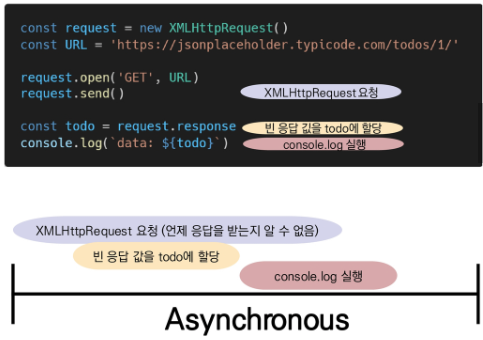 const request = new XMLHttpRequest()
const URL = 'https://jsonplaceholder.typicode.com/todos/1/'
request.open('GET', URL)
request.send()
XMLHttpRequest 요청
const todo = request.response
빈 응답 값을 todo에 할당
console.log(`data: ${todo}`)
console.log 실행
XMLHttpRequest 요청 (언제 응답을 받는지 알 수 없음)
빈 응답 값을 todo에 할당
console.log 실행
Asynchronous